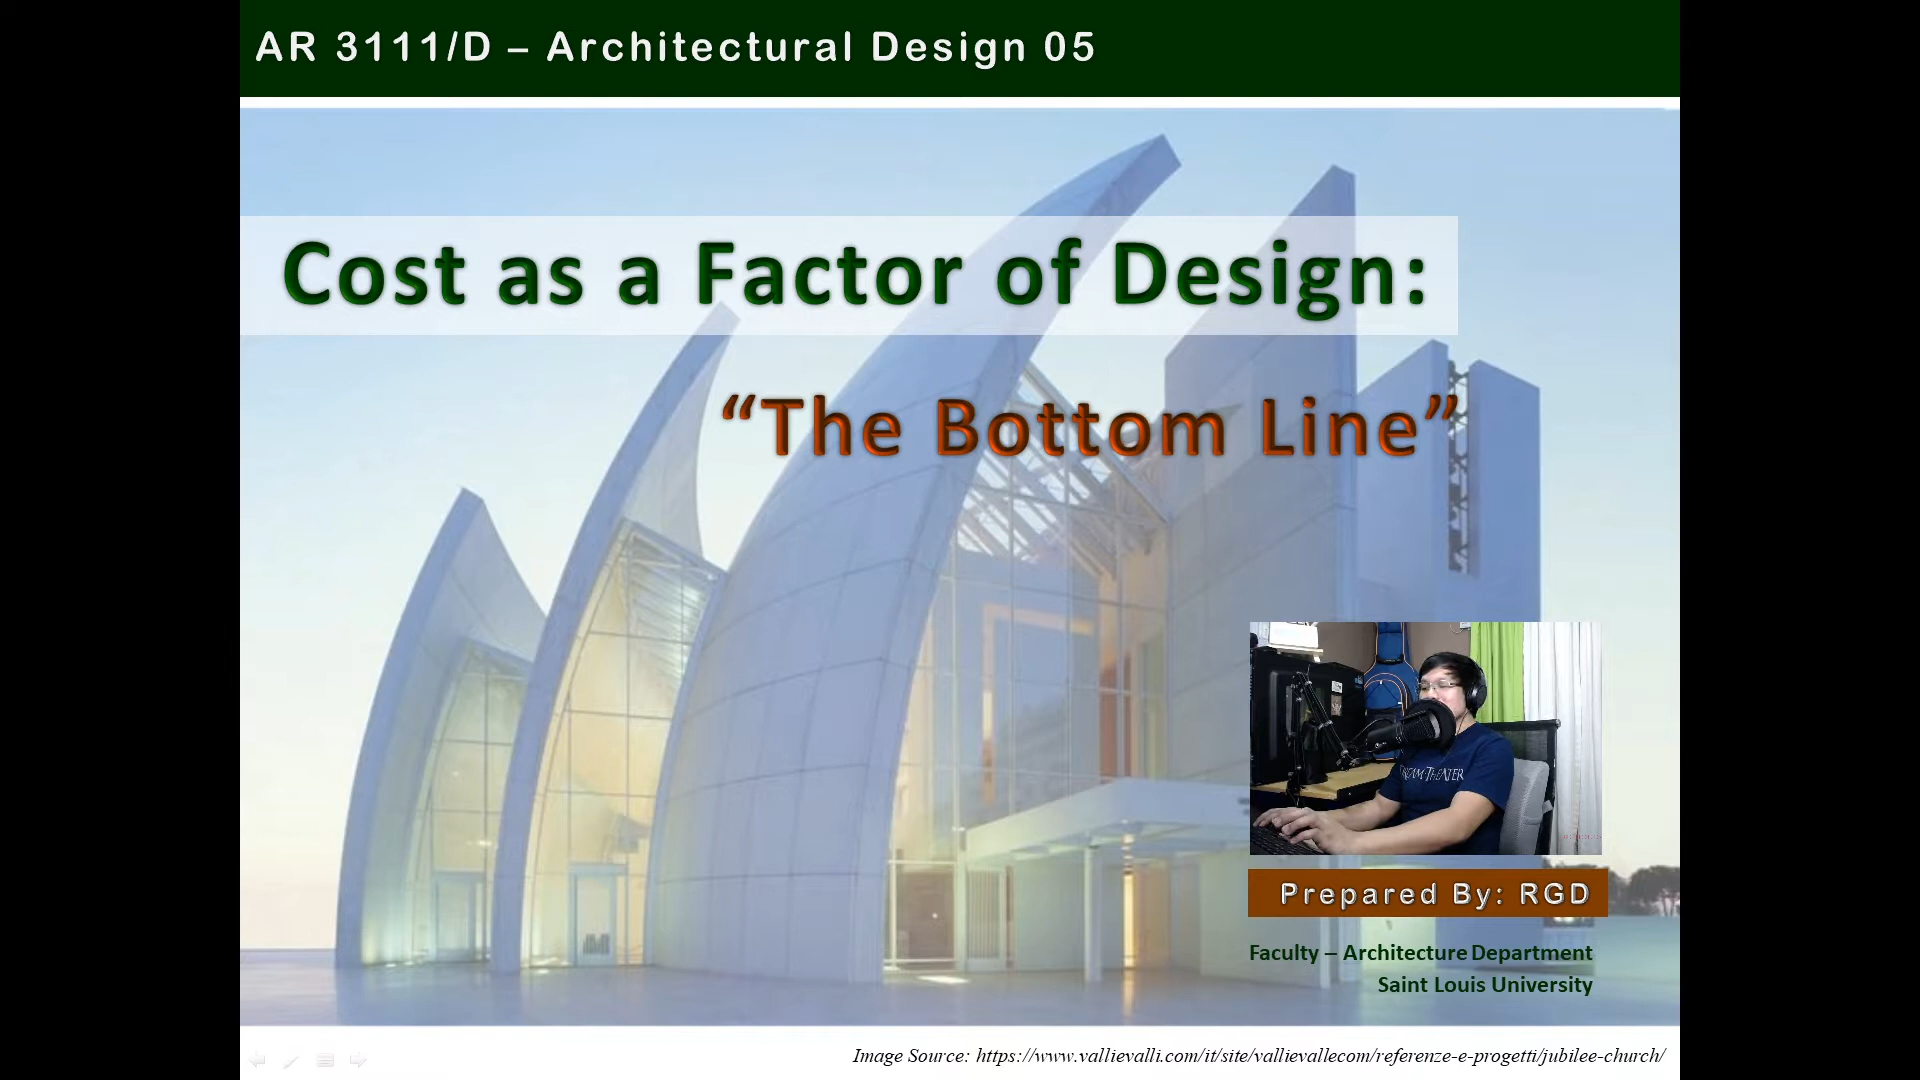 AR 3111/D – Architectural Design 05
Cost as a Factor of Design:
“The Bottom Line”
Prepared By: RGD
Faculty – Architecture Department
Saint Louis University
Image Source: https://www.vallievalli.com/it/site/vallievallecom/referenze-e-progetti/jubilee-church/